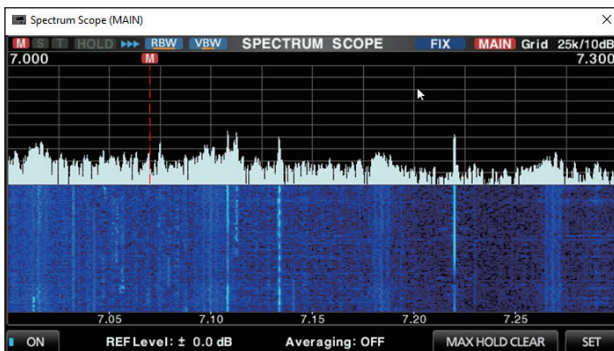 Spectrum Scope (MAIN)
M S T HOLD RBW VBW SPECTRUM SCOPE FIX MAIN Grid 25k/10dB
7.000 M 7.300
7.05 7.10 7.15 7.20 7.25
ON REF Level: ± 0.0 dB Averaging: OFF MAX HOLD CLEAR SET